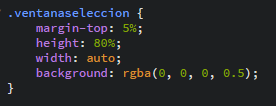 .ventanaseleccion {
    margin-top: 5%;
    height: 80%;
    width: auto;
    background: rgba(0, 0, 0, 0.5);
}